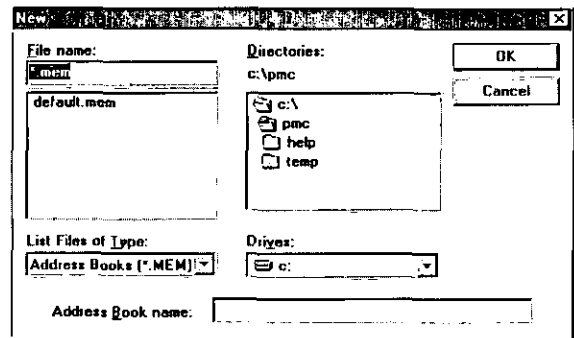 New
File name:
*.mem
default.mem
List Files of Type:
Address Books (*.MEM)
Directories:
c:\pmc
c:\
pmc
help
temp
Drives:
c:
OK
Cancel
Address Book name: